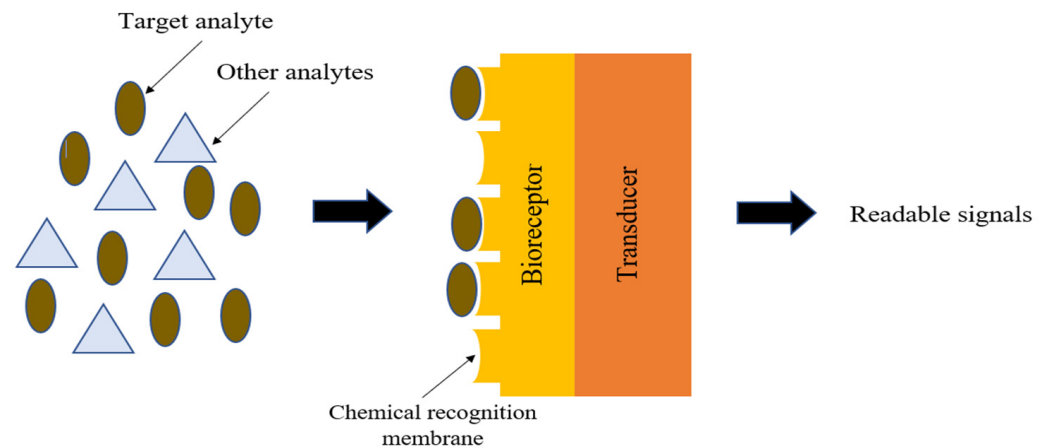 Target analyte
Other analytes
Bioreceptor
Transducer
Readable signals
Chemical recognition
membrane